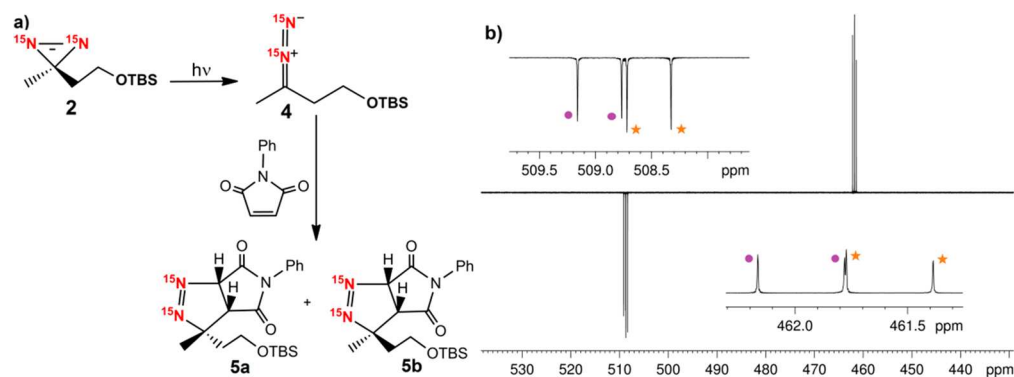 a)
15N
15N
−
OTBS
2
hν
15N−
15N+
OTBS
4
Ph
N
O
O
H
O
15N
N
Ph
H
15N
O
OTBS
5a
+
H
O
15N
N
Ph
H
15N
O
OTBS
5b
b)
509.5 509.0 508.5 ppm
462.0 461.5 ppm
530 520 510 500 490 480 470 460 450 440 ppm